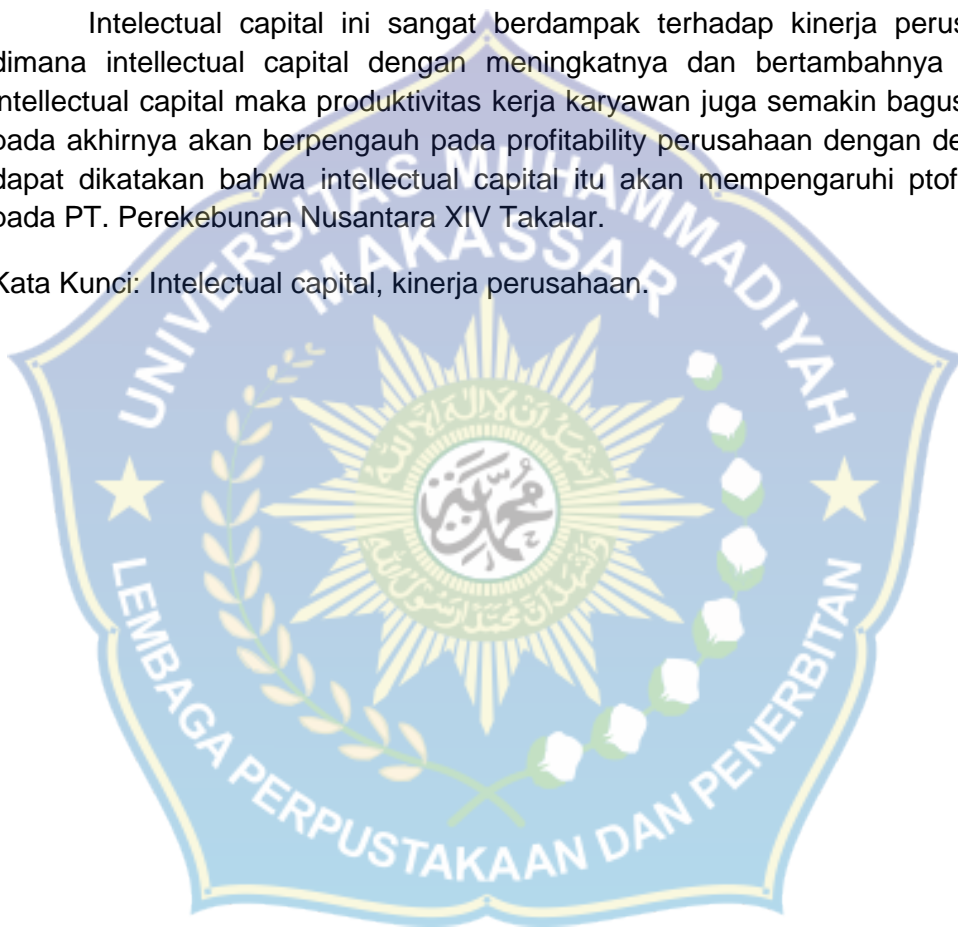 Intelectual capital ini sangat berdampak terhadap kinerja perus
dimana intellectual capital dengan meningkatnya dan bertambahnya
intellectual capital maka produktivitas kerja karyawan juga semakin bagus
pada akhirnya akan berpengauh pada profitability perusahaan dengan de
dapat dikatakan bahwa intellectual capital itu akan mempengaruhi ptof
pada PT. Perekebunan Nusantara XIV Takalar.
Kata Kunci: Intelectual capital, kinerja perusahaan.
UNIVERSITAS MUHAMMADIYAH
MAKASSAR
محمدية
LEMBAGA PERPUSTAKAAN DAN PENERBITAN